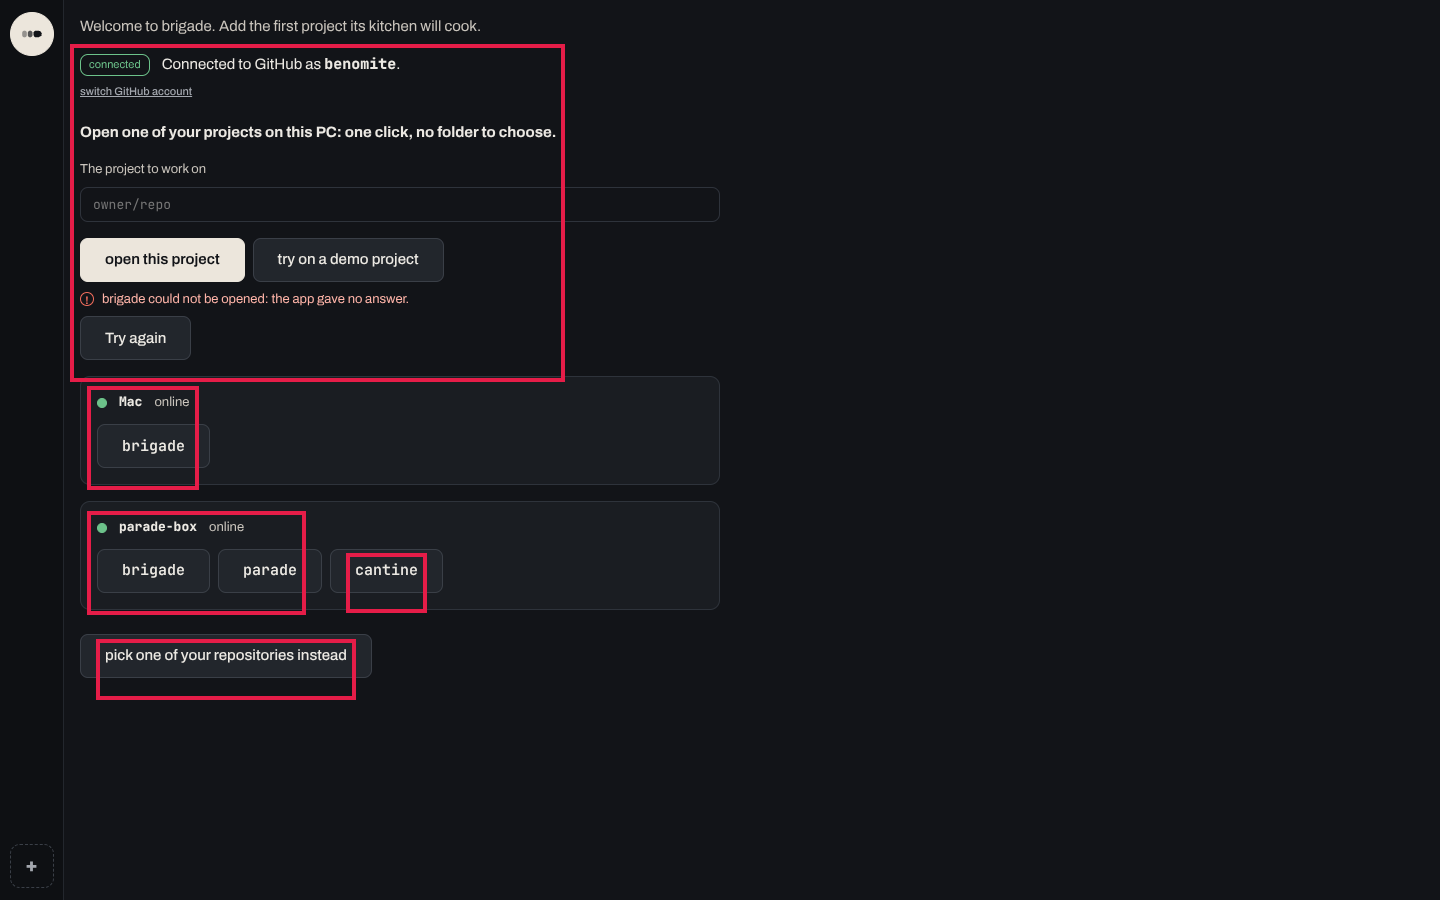 Welcome to brigade. Add the first project its kitchen will cook.
connected Connected to GitHub as benomite.
switch GitHub account
Open one of your projects on this PC: one click, no folder to choose.
The project to work on
owner/repo
open this project try on a demo project
brigade could not be opened: the app gave no answer.
Try again
Mac online
brigade
parade-box online
brigade parade cantine
pick one of your repositories instead
+